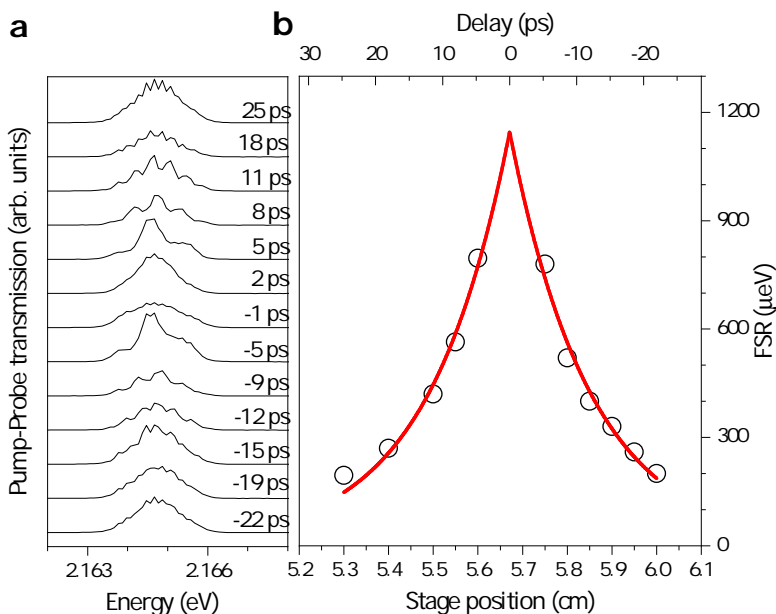 a
Pump-Probe transmission (arb. units)
25 ps
18 ps
11 ps
8 ps
5 ps
2 ps
-1 ps
-5 ps
-9 ps
-12 ps
-15 ps
-19 ps
-22 ps
2.163 2.166
Energy (eV)
b
Delay (ps)
30 20 10 0 -10 -20
1200
900
600
300
0
FSR (μeV)
5.2 5.3 5.4 5.5 5.6 5.7 5.8 5.9 6.0 6.1
Stage position (cm)